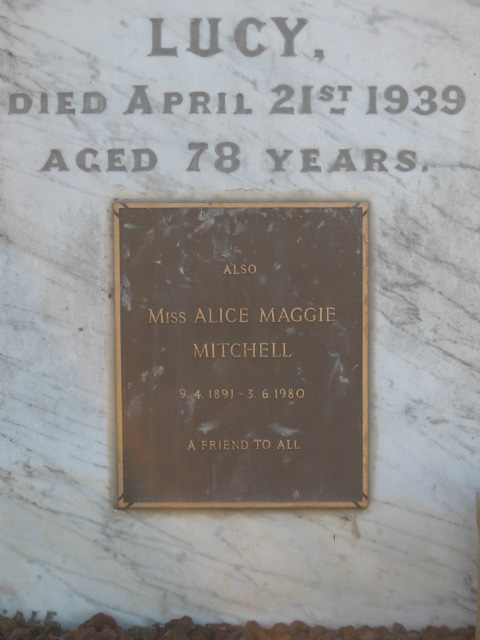 LUCY,
DIED APRIL 21ST 1939
AGED 78 YEARS.
ALSO
MISS ALICE MAGGIE
MITCHELL
9.4.1891-3.6.1980
A FRIEND TO ALL